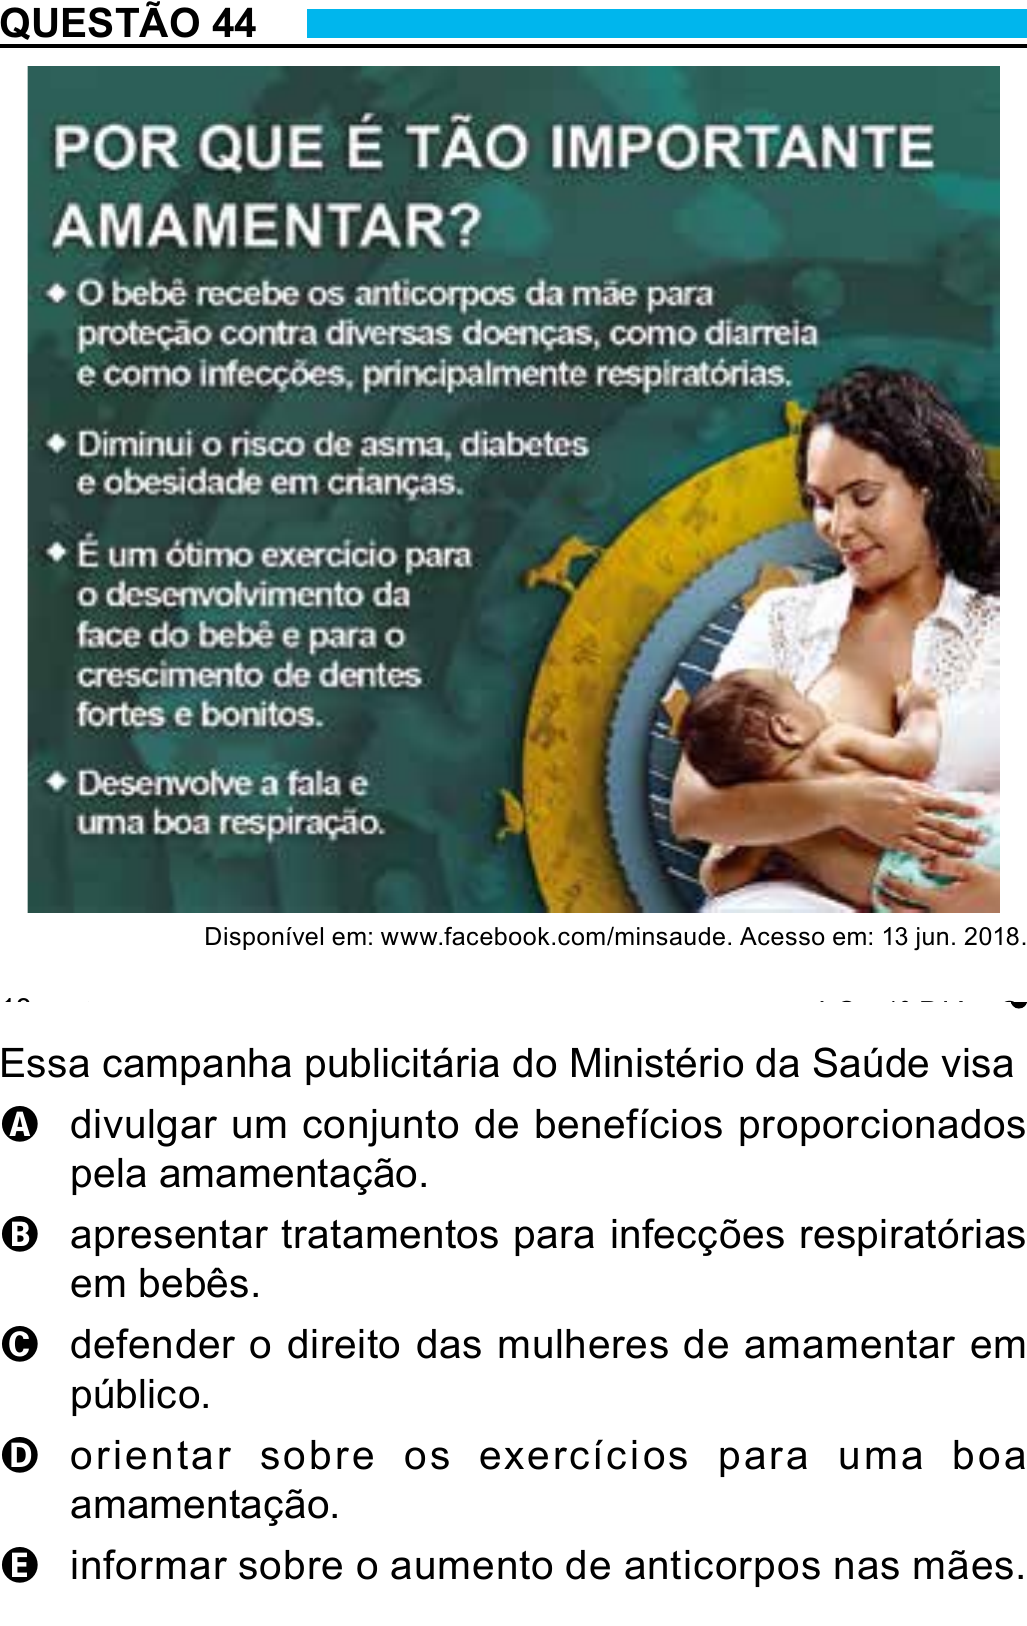 QUESTÃO 44
POR QUE É TÃO IMPORTANTE
AMAMENTAR?
O bebê recebe os anticorpos da mãe para
proteção contra diversas doenças, como diarreia
e como infecções, principalmente respiratórias.
Diminui o risco de asma, diabetes
e obesidade em crianças.
É um ótimo exercício para
o desenvolvimento da
face do bebê e para o
crescimento de dentes
fortes e bonitos.
Desenvolve a fala e
uma boa respiração.
Disponível em: www.facebook.com/minsaude. Acesso em: 13 jun. 2018.
Essa campanha publicitária do Ministério da Saúde visa
A divulgar um conjunto de benefícios proporcionados
pela amamentação.
B apresentar tratamentos para infecções respiratórias
em bebês.
C defender o direito das mulheres de amamentar em
público.
D orientar sobre os exercícios para uma boa
amamentação.
E informar sobre o aumento de anticorpos nas mães.